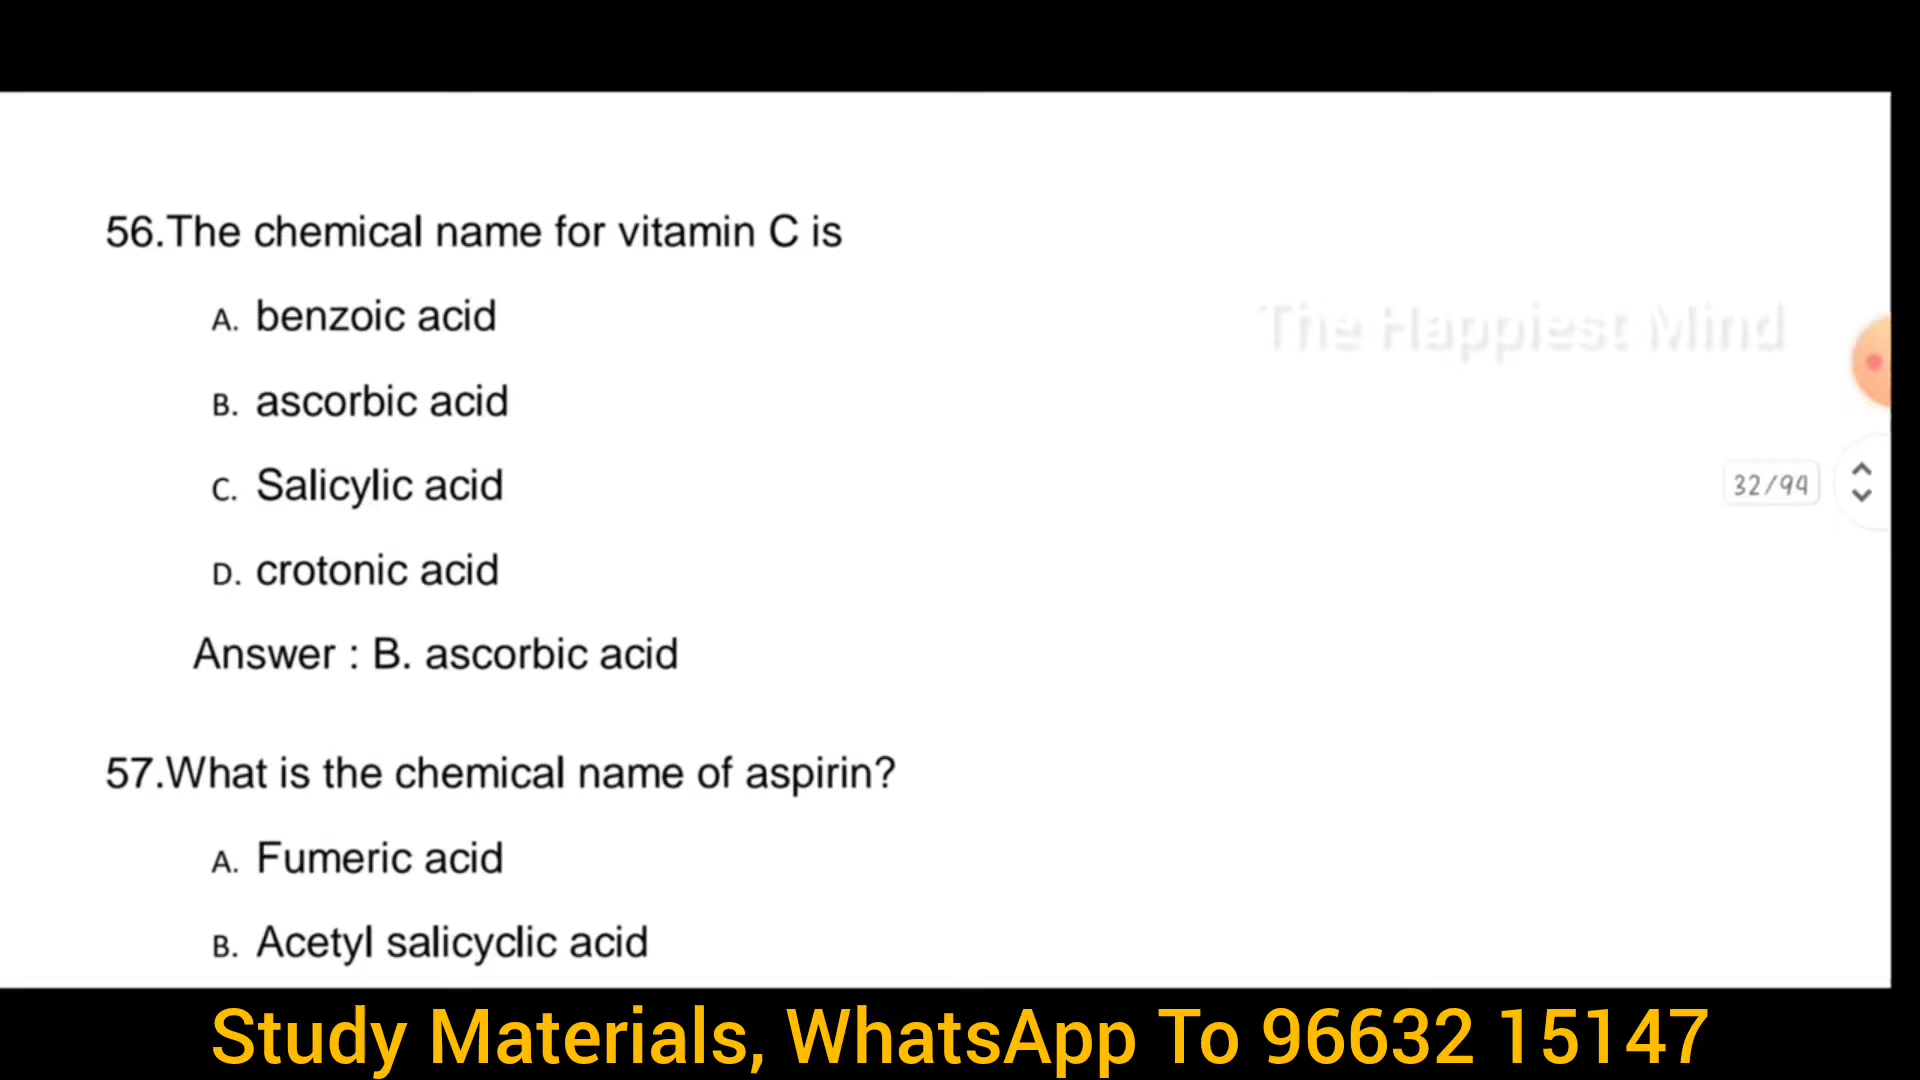 56.The chemical name for vitamin C is
A. benzoic acid
The Happiest Mind
B. ascorbic acid
C. Salicylic acid
32/94
D. crotonic acid
Answer : B. ascorbic acid
57.What is the chemical name of aspirin?
A. Fumeric acid
B. Acetyl salicyclic acid
Study Materials, WhatsApp To 96632 15147